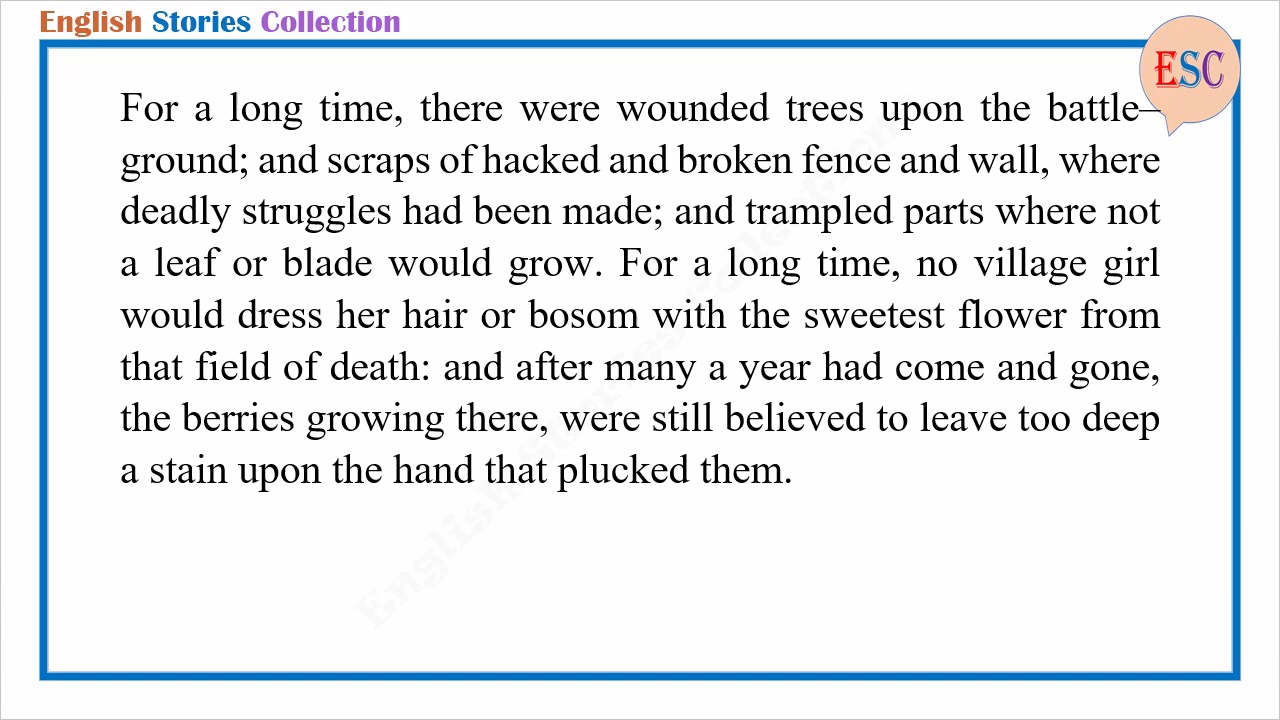 English Stories Collection
ESC
For a long time, there were wounded trees upon the battle–
ground; and scraps of hacked and broken fence and wall, where
deadly struggles had been made; and trampled parts where not
a leaf or blade would grow. For a long time, no village girl
would dress her hair or bosom with the sweetest flower from
that field of death: and after many a year had come and gone,
the berries growing there, were still believed to leave too deep
a stain upon the hand that plucked them.
English Stories Collection